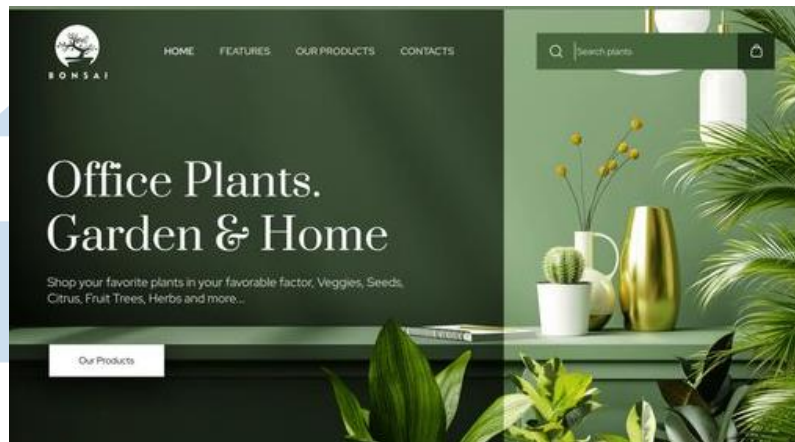 BONSAI
HOME FEATURES OUR PRODUCTS CONTACTS
Search plants
Office Plants.
Garden & Home
Shop your favorite plants in your favorable factor, Veggies, Seeds,
Citrus, Fruit Trees, Herbs and more...
Our Products